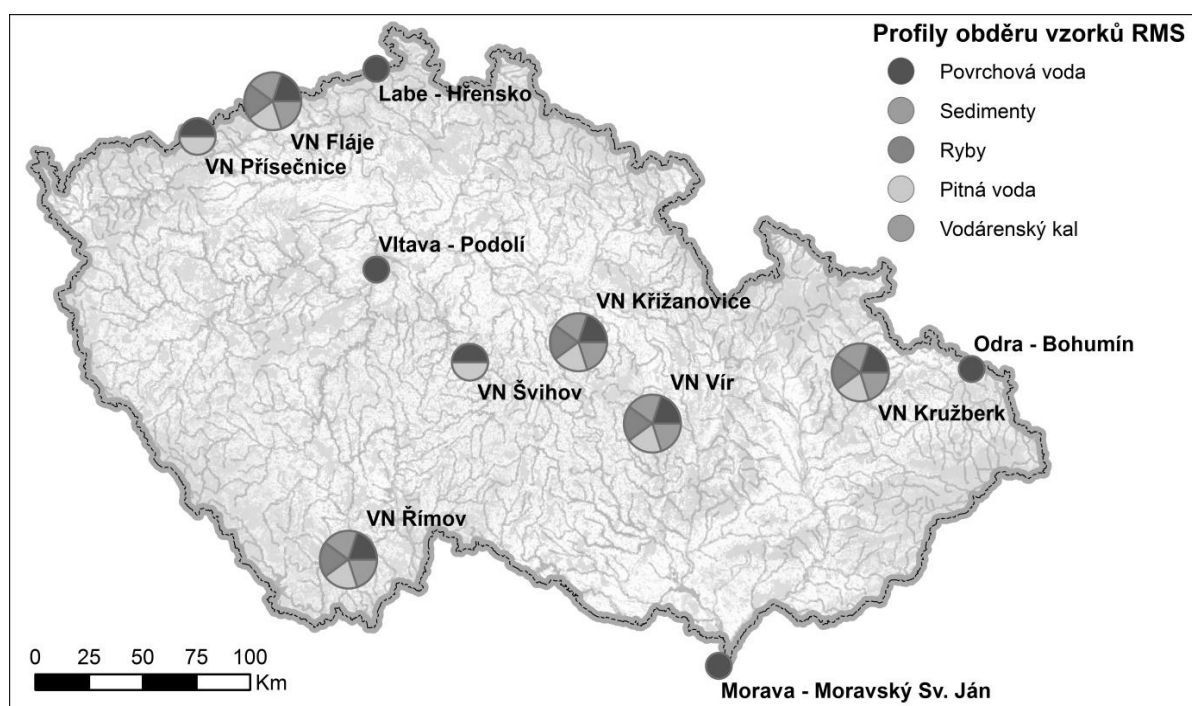 Profily obděru vzorků RMS
Povrchová voda
Sedimenty
Ryby
Pitná voda
Vodárenský kal
Labe - Hřensko
VN Fláje
VN Přísečnice
Vltava - Podolí
VN Křižanovice
Odra - Bohumín
VN Švihov
VN Vír
VN Kružberk
VN Římov
0 25 50 75 100
Km
Morava - Moravský Sv. Ján